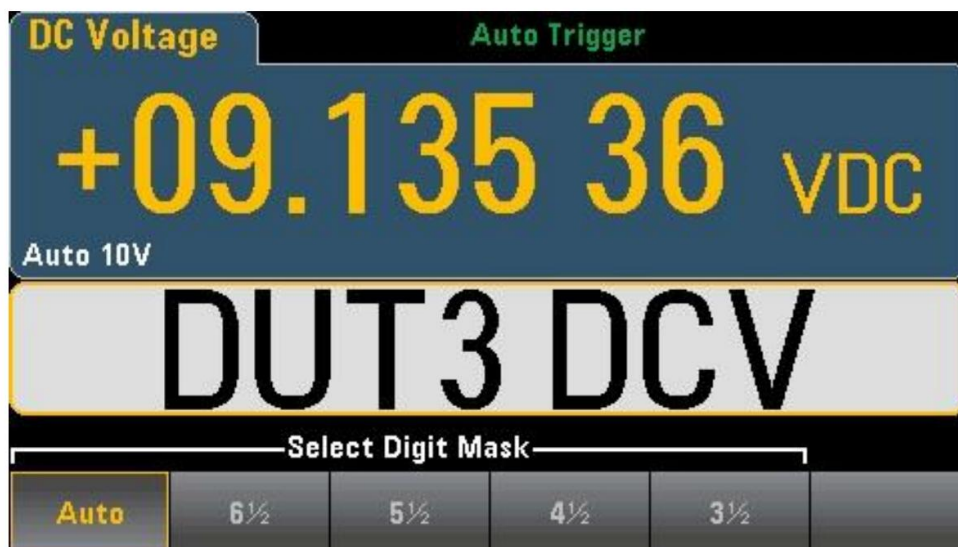 DC Voltage Auto Trigger
+09.135 36 VDC
Auto 10V
DUT3 DCV
Select Digit Mask
Auto 6½ 5½ 4½ 3½